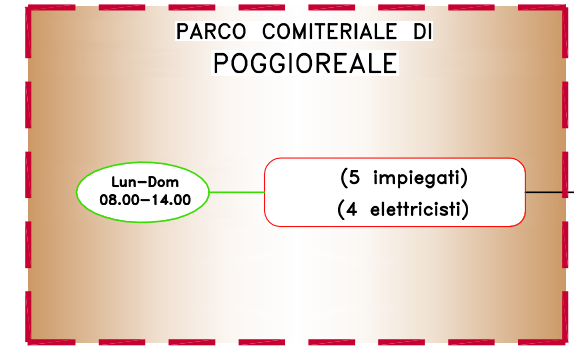 PARCO COMITERIALE DI
POGGIOREALE
Lun-Dom
08.00-14.00
(5 impiegati)
(4 elettricisti)